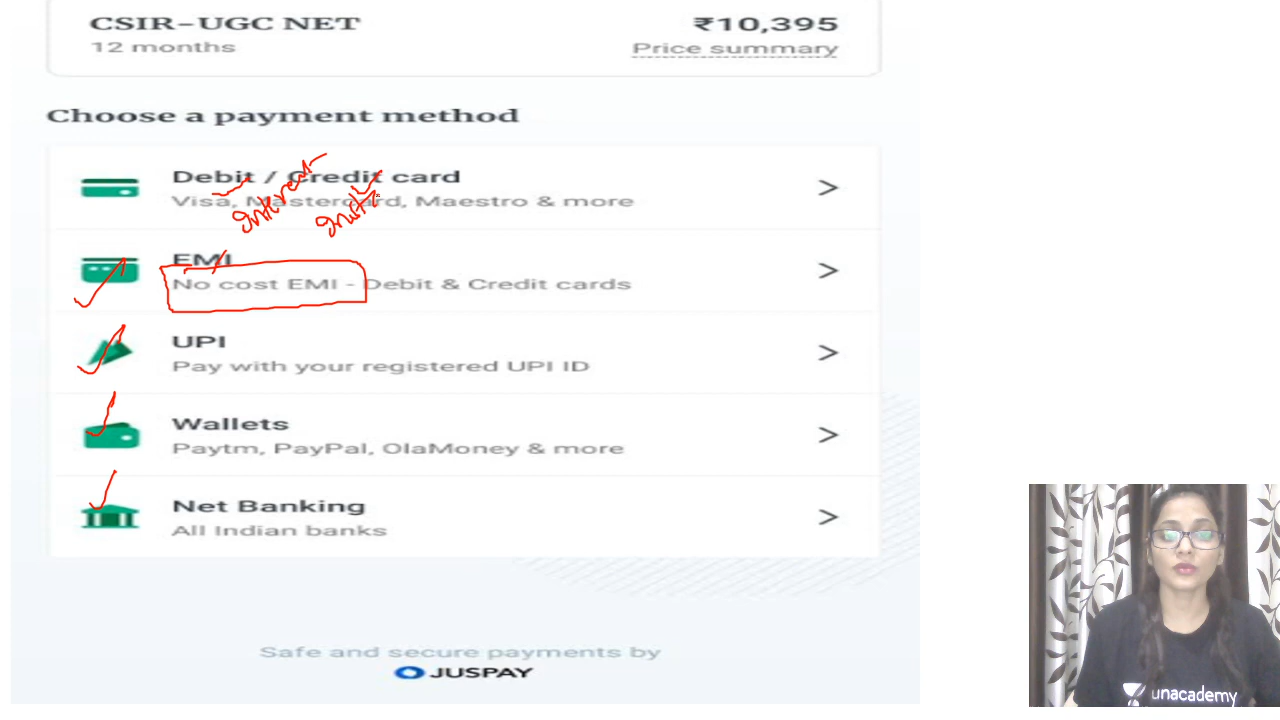 CSIR-UGC NET
₹10,395
12 months
Price summary
Choose a payment method
Debit / Credit card
Visa, Mastercard, Maestro & more
Interest
EMI
No cost EMI - Debit & Credit cards
UPI
Pay with your registered UPI ID
Wallets
Paytm, PayPal, OlaMoney & more
Net Banking
All Indian banks
Safe and secure payments by
JUSPAY
unacademy